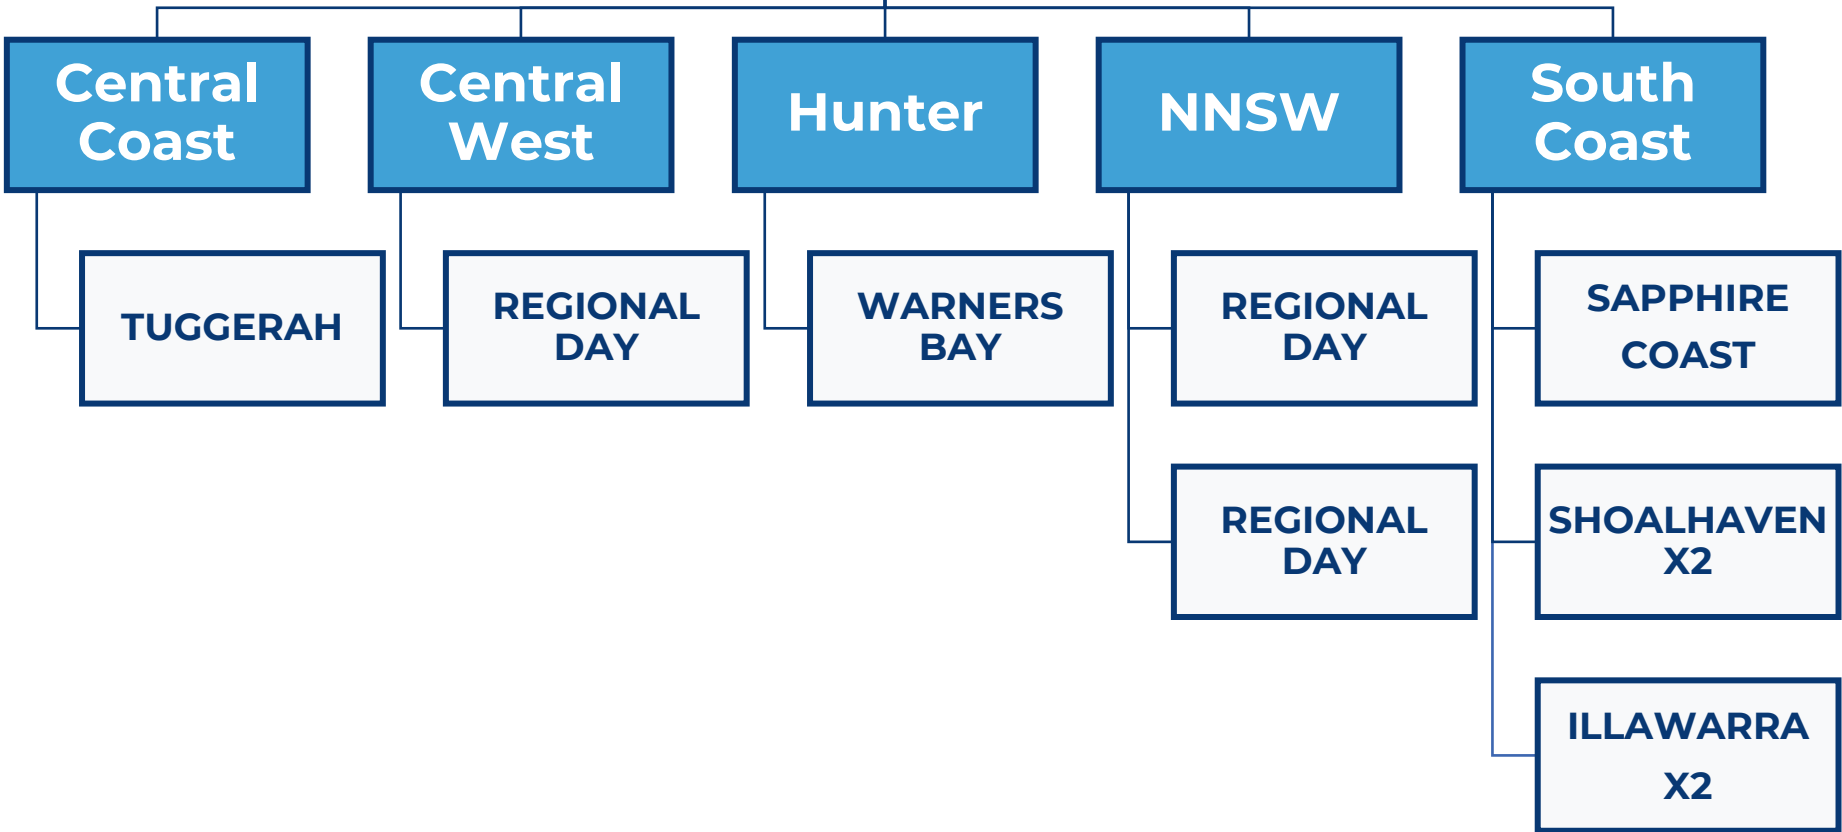 Central
Coast
Central
West
Hunter
NNSW
South
Coast
TUGGERAH
REGIONAL
DAY
WARNERS
BAY
REGIONAL
DAY
SAPPHIRE
COAST
REGIONAL
DAY
SHOALHAVEN
X2
ILLAWARRA
X2